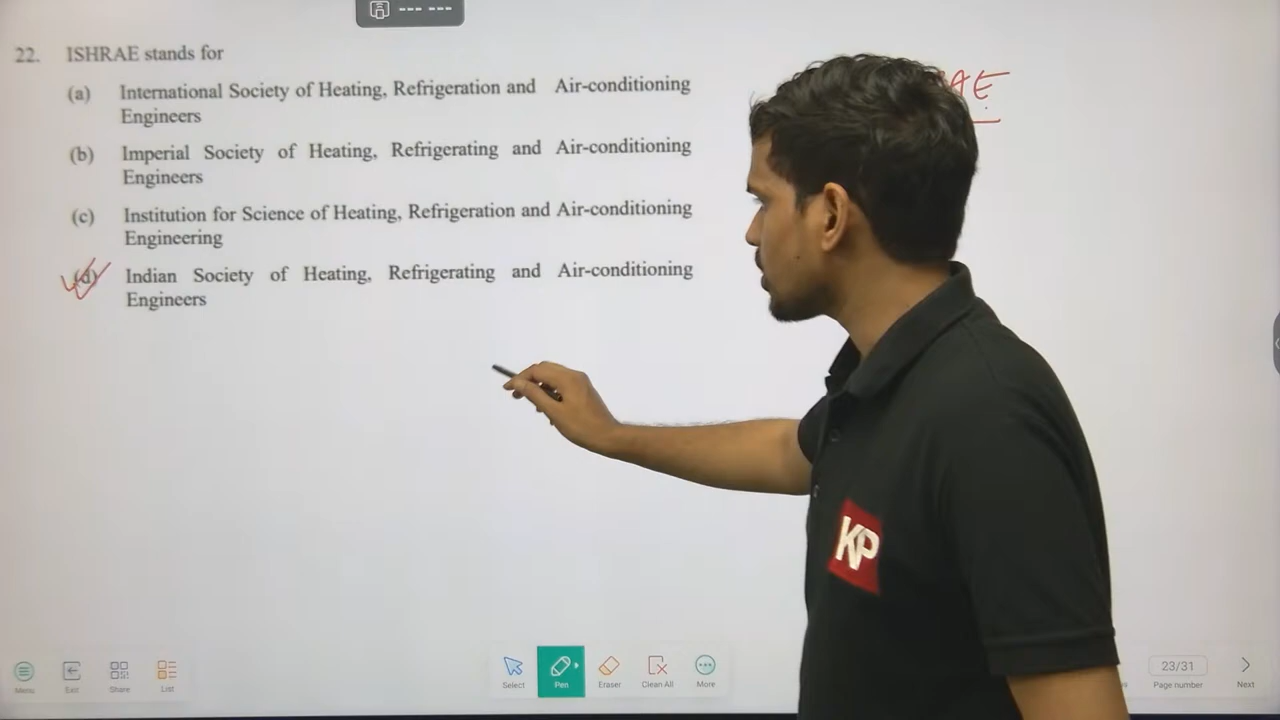 22. ISHRAE stands for
(a) International Society of Heating, Refrigeration and Air-conditioning
Engineers
(b) Imperial Society of Heating, Refrigerating and Air-conditioning
Engineers
(c) Institution for Science of Heating, Refrigeration and Air-conditioning
Engineering
(d) Indian Society of Heating, Refrigerating and Air-conditioning
Engineers
AE
KP
Menu Exit Share List Select Pen Eraser Clean All More 23/31 Page number Next